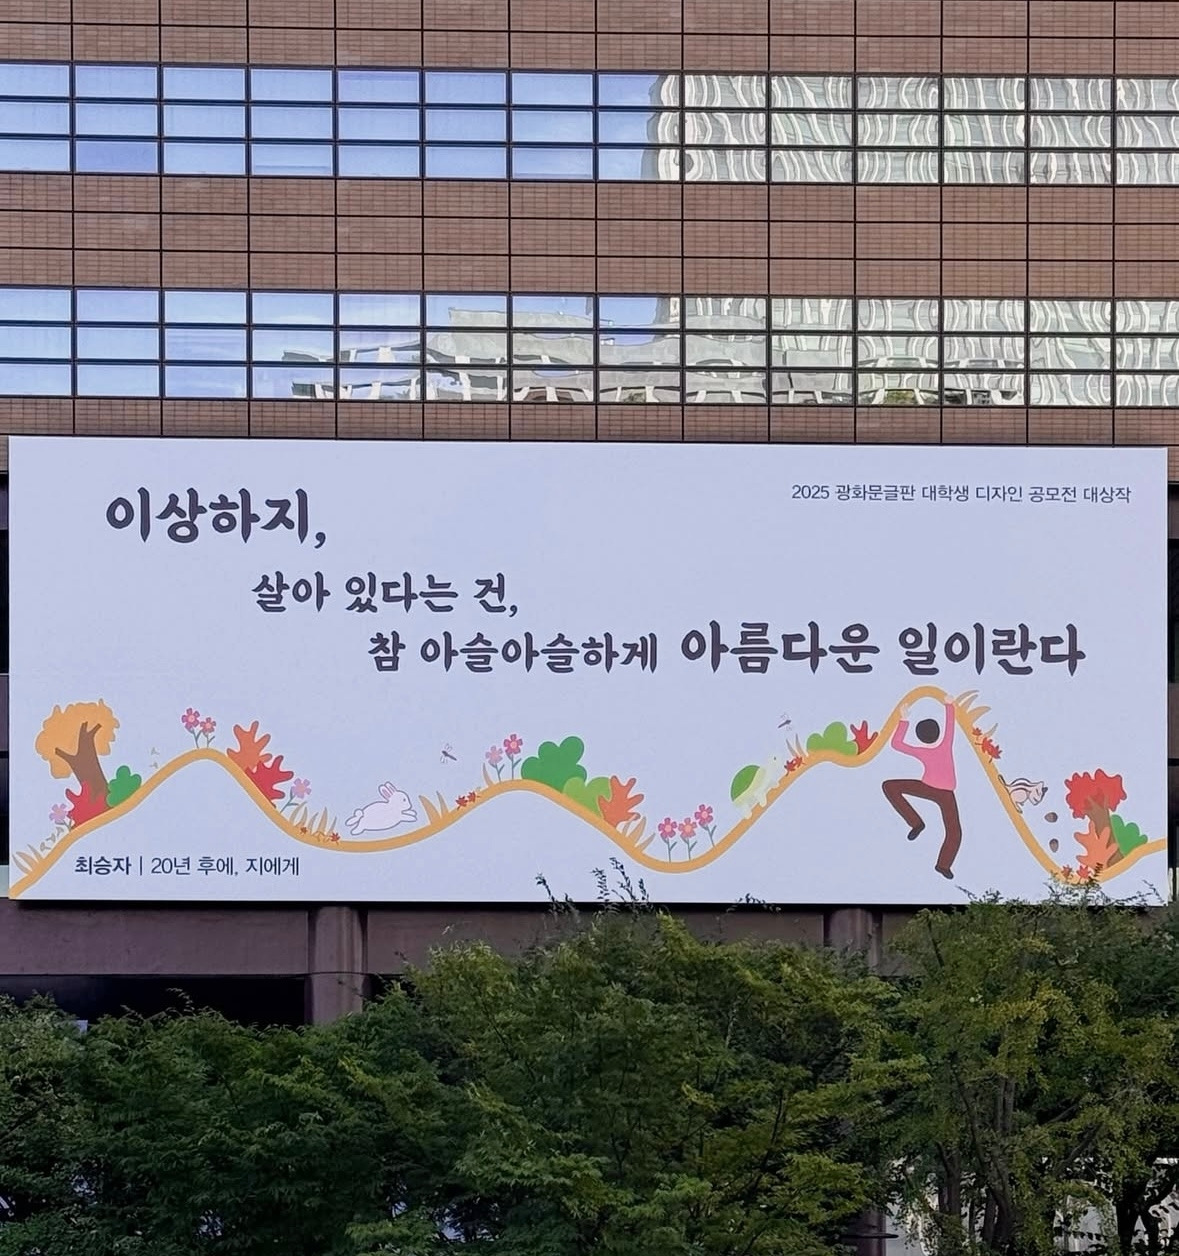 2025 광화문글판 대학생 디자인 공모전 대상작
이상하지,
살아 있다는 건,
참 아슬아슬하게 아름다운 일이란다
최승자 | 20년 후에, 지에게